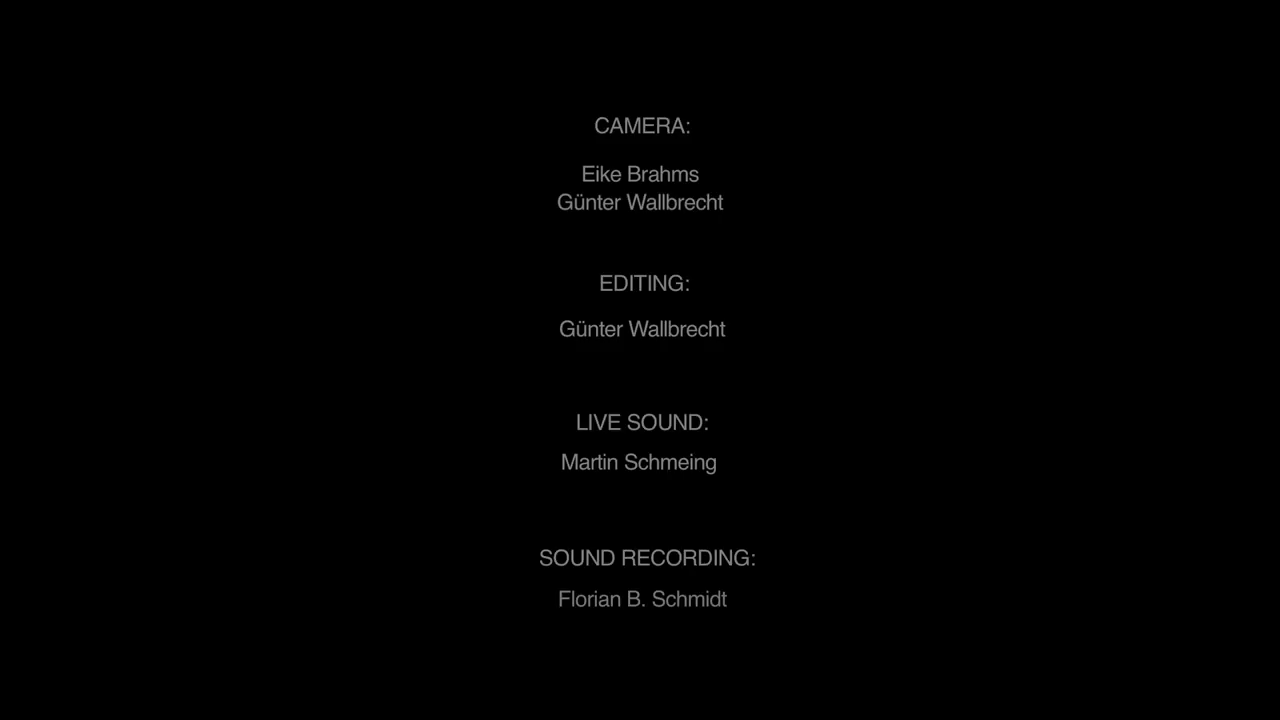 CAMERA:
Eike Brahms
Günter Wallbrecht
EDITING:
Günter Wallbrecht
LIVE SOUND:
Martin Schmeing
SOUND RECORDING:
Florian B. Schmidt